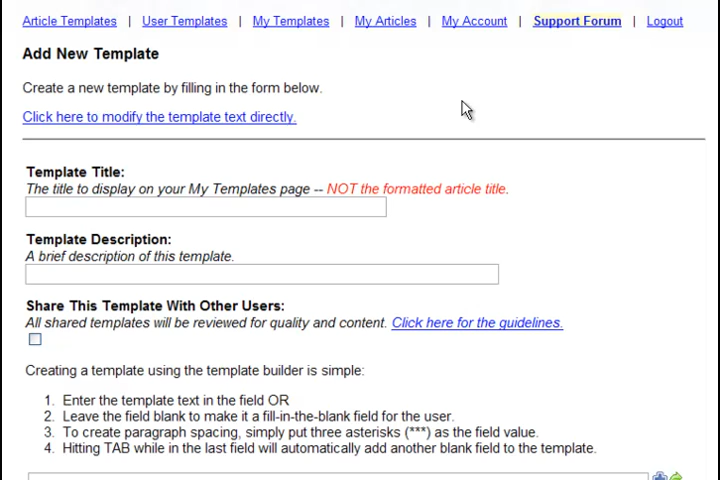 Article Templates | User Templates | My Templates | My Articles | My Account | Support Forum | Logout
Add New Template
Create a new template by filling in the form below.
Click here to modify the template text directly.
Template Title:
The title to display on your My Templates page -- NOT the formatted article title.
Template Description:
A brief description of this template.
Share This Template With Other Users:
All shared templates will be reviewed for quality and content. Click here for the guidelines.
Creating a template using the template builder is simple:
1. Enter the template text in the field OR
2. Leave the field blank to make it a fill-in-the-blank field for the user.
3. To create paragraph spacing, simply put three asterisks (***) as the field value.
4. Hitting TAB while in the last field will automatically add another blank field to the template.